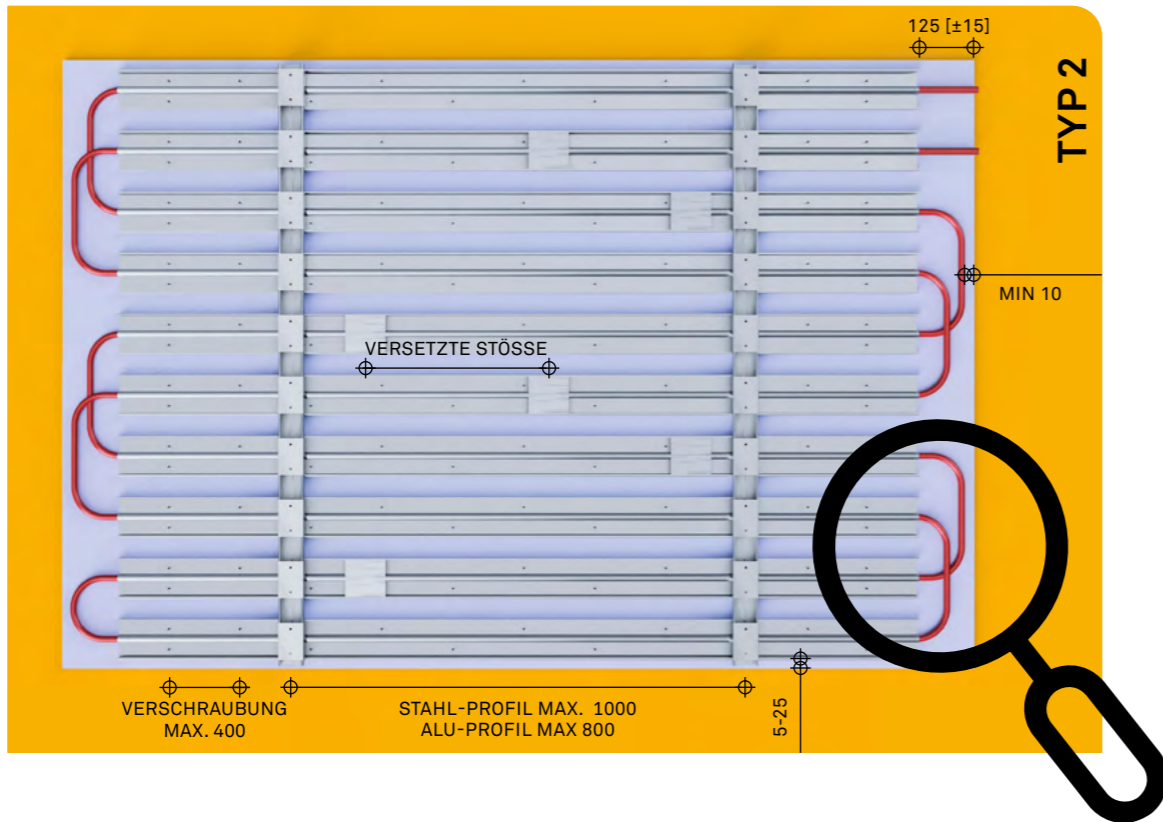 125 [±15]
TYP 2
MIN 10
VERSETZTE STÖSSE
VERSCHRAUBUNG
MAX. 400
STAHL-PROFIL MAX. 1000
ALU-PROFIL MAX 800
5-25